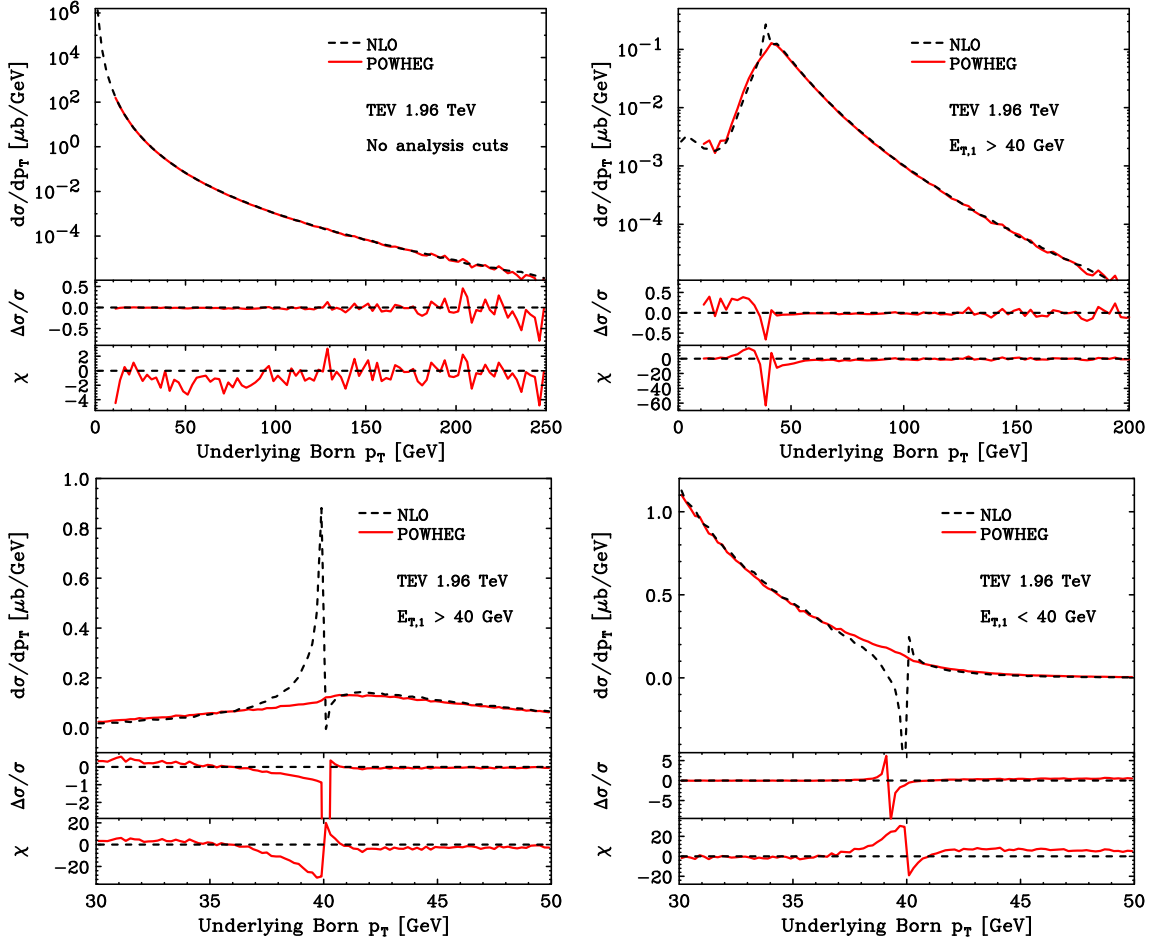 10⁶
10⁴
10²
10⁰
10⁻²
10⁻⁴
dσ/dp_T [μb/GeV]
NLO
POWHEG
TEV 1.96 TeV
No analysis cuts
0.5
0.0
−0.5
Δσ/σ
2
0
−2
−4
χ
0 50 100 150 200 250
Underlying Born p_T [GeV]
10⁻¹
10⁻²
10⁻³
10⁻⁴
dσ/dp_T [μb/GeV]
NLO
POWHEG
TEV 1.96 TeV
E_T,1 > 40 GeV
0.5
0.0
−0.5
Δσ/σ
0
−20
−40
−60
χ
0 50 100 150 200
Underlying Born p_T [GeV]
1.0
0.8
0.6
0.4
0.2
0.0
dσ/dp_T [μb/GeV]
NLO
POWHEG
TEV 1.96 TeV
E_T,1 > 40 GeV
0
−1
−2
Δσ/σ
20
0
−20
χ
30 35 40 45 50
Underlying Born p_T [GeV]
1.0
0.5
0.0
dσ/dp_T [μb/GeV]
NLO
POWHEG
TEV 1.96 TeV
E_T,1 < 40 GeV
5
0
−5
Δσ/σ
20
0
−20
χ
30 35 40 45 50
Underlying Born p_T [GeV]